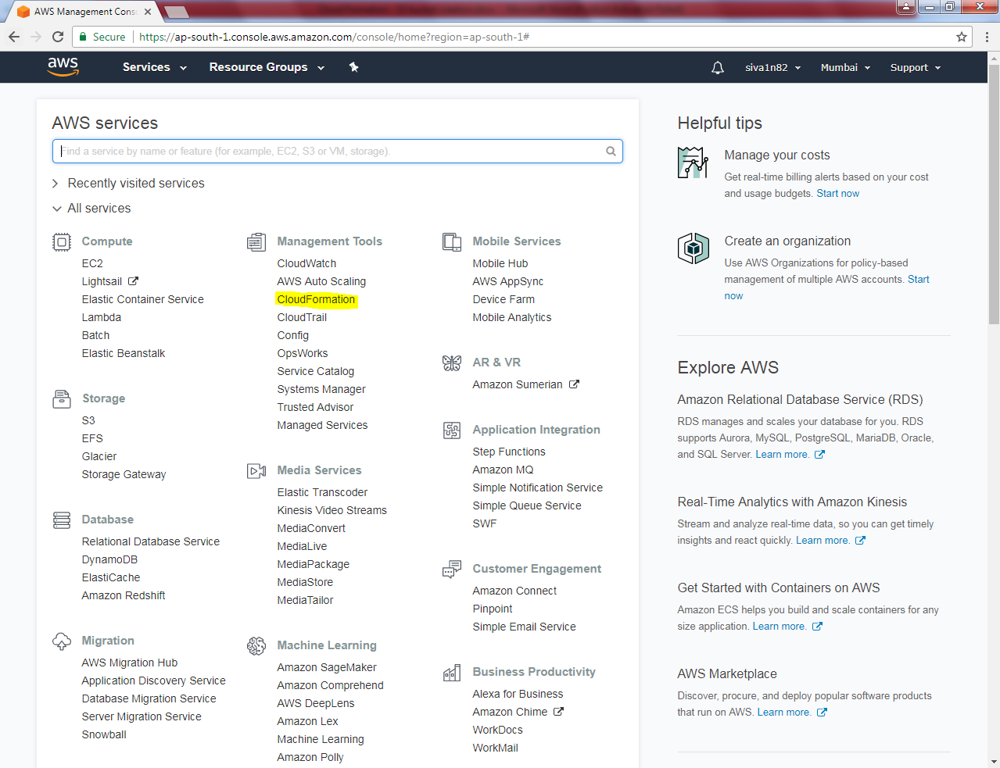 AWS Management Conso
Secure
https://ap-south-1.console.aws.amazon.com/console/home?region=ap-south-1#
aws
Services
Resource Groups
siva1n82
Mumbai
Support
AWS services
Find a service by name or feature (for example, EC2, S3 or VM, storage).
Recently visited services
All services
Compute
EC2
Lightsail
Elastic Container Service
Lambda
Batch
Elastic Beanstalk
Storage
S3
EFS
Glacier
Storage Gateway
Database
Relational Database Service
DynamoDB
ElastiCache
Amazon Redshift
Migration
AWS Migration Hub
Application Discovery Service
Database Migration Service
Server Migration Service
Snowball
Management Tools
CloudWatch
AWS Auto Scaling
CloudFormation
CloudTrail
Config
OpsWorks
Service Catalog
Systems Manager
Trusted Advisor
Managed Services
Media Services
Elastic Transcoder
Kinesis Video Streams
MediaConvert
MediaLive
MediaPackage
MediaStore
MediaTailor
Machine Learning
Amazon SageMaker
Amazon Comprehend
AWS DeepLens
Amazon Lex
Machine Learning
Amazon Polly
Mobile Services
Mobile Hub
AWS AppSync
Device Farm
Mobile Analytics
AR & VR
Amazon Sumerian
Application Integration
Step Functions
Amazon MQ
Simple Notification Service
Simple Queue Service
SWF
Customer Engagement
Amazon Connect
Pinpoint
Simple Email Service
Business Productivity
Alexa for Business
Amazon Chime
WorkDocs
WorkMail
Helpful tips
Manage your costs
Get real-time billing alerts based on your cost
and usage budgets. Start now
Create an organization
Use AWS Organizations for policy-based
management of multiple AWS accounts. Start
now
Explore AWS
Amazon Relational Database Service (RDS)
RDS manages and scales your database for you. RDS
supports Aurora, MySQL, PostgreSQL, MariaDB, Oracle,
and SQL Server. Learn more.
Real-Time Analytics with Amazon Kinesis
Stream and analyze real-time data, so you can get timely
insights and react quickly. Learn more.
Get Started with Containers on AWS
Amazon ECS helps you build and scale containers for any
size application. Learn more.
AWS Marketplace
Discover, procure, and deploy popular software products
that run on AWS. Learn more.